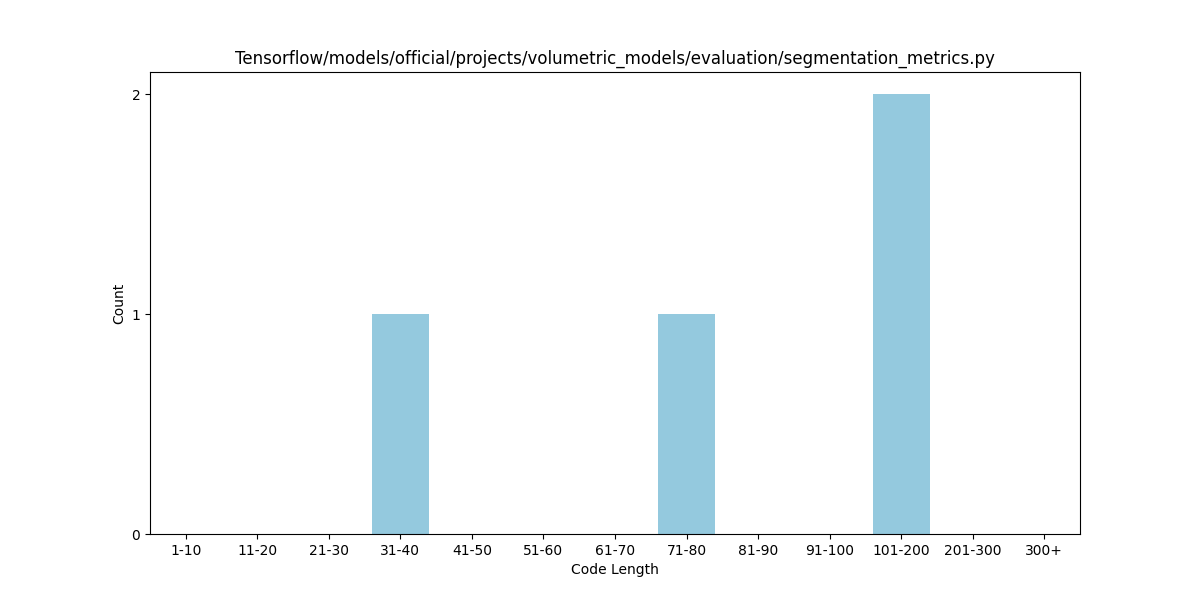 Tensorflow/models/official/projects/volumetric_models/evaluation/segmentation_metrics.py
2
1
0
Count
1-10 11-20 21-30 31-40 41-50 51-60 61-70 71-80 81-90 91-100 101-200 201-300 300+
Code Length